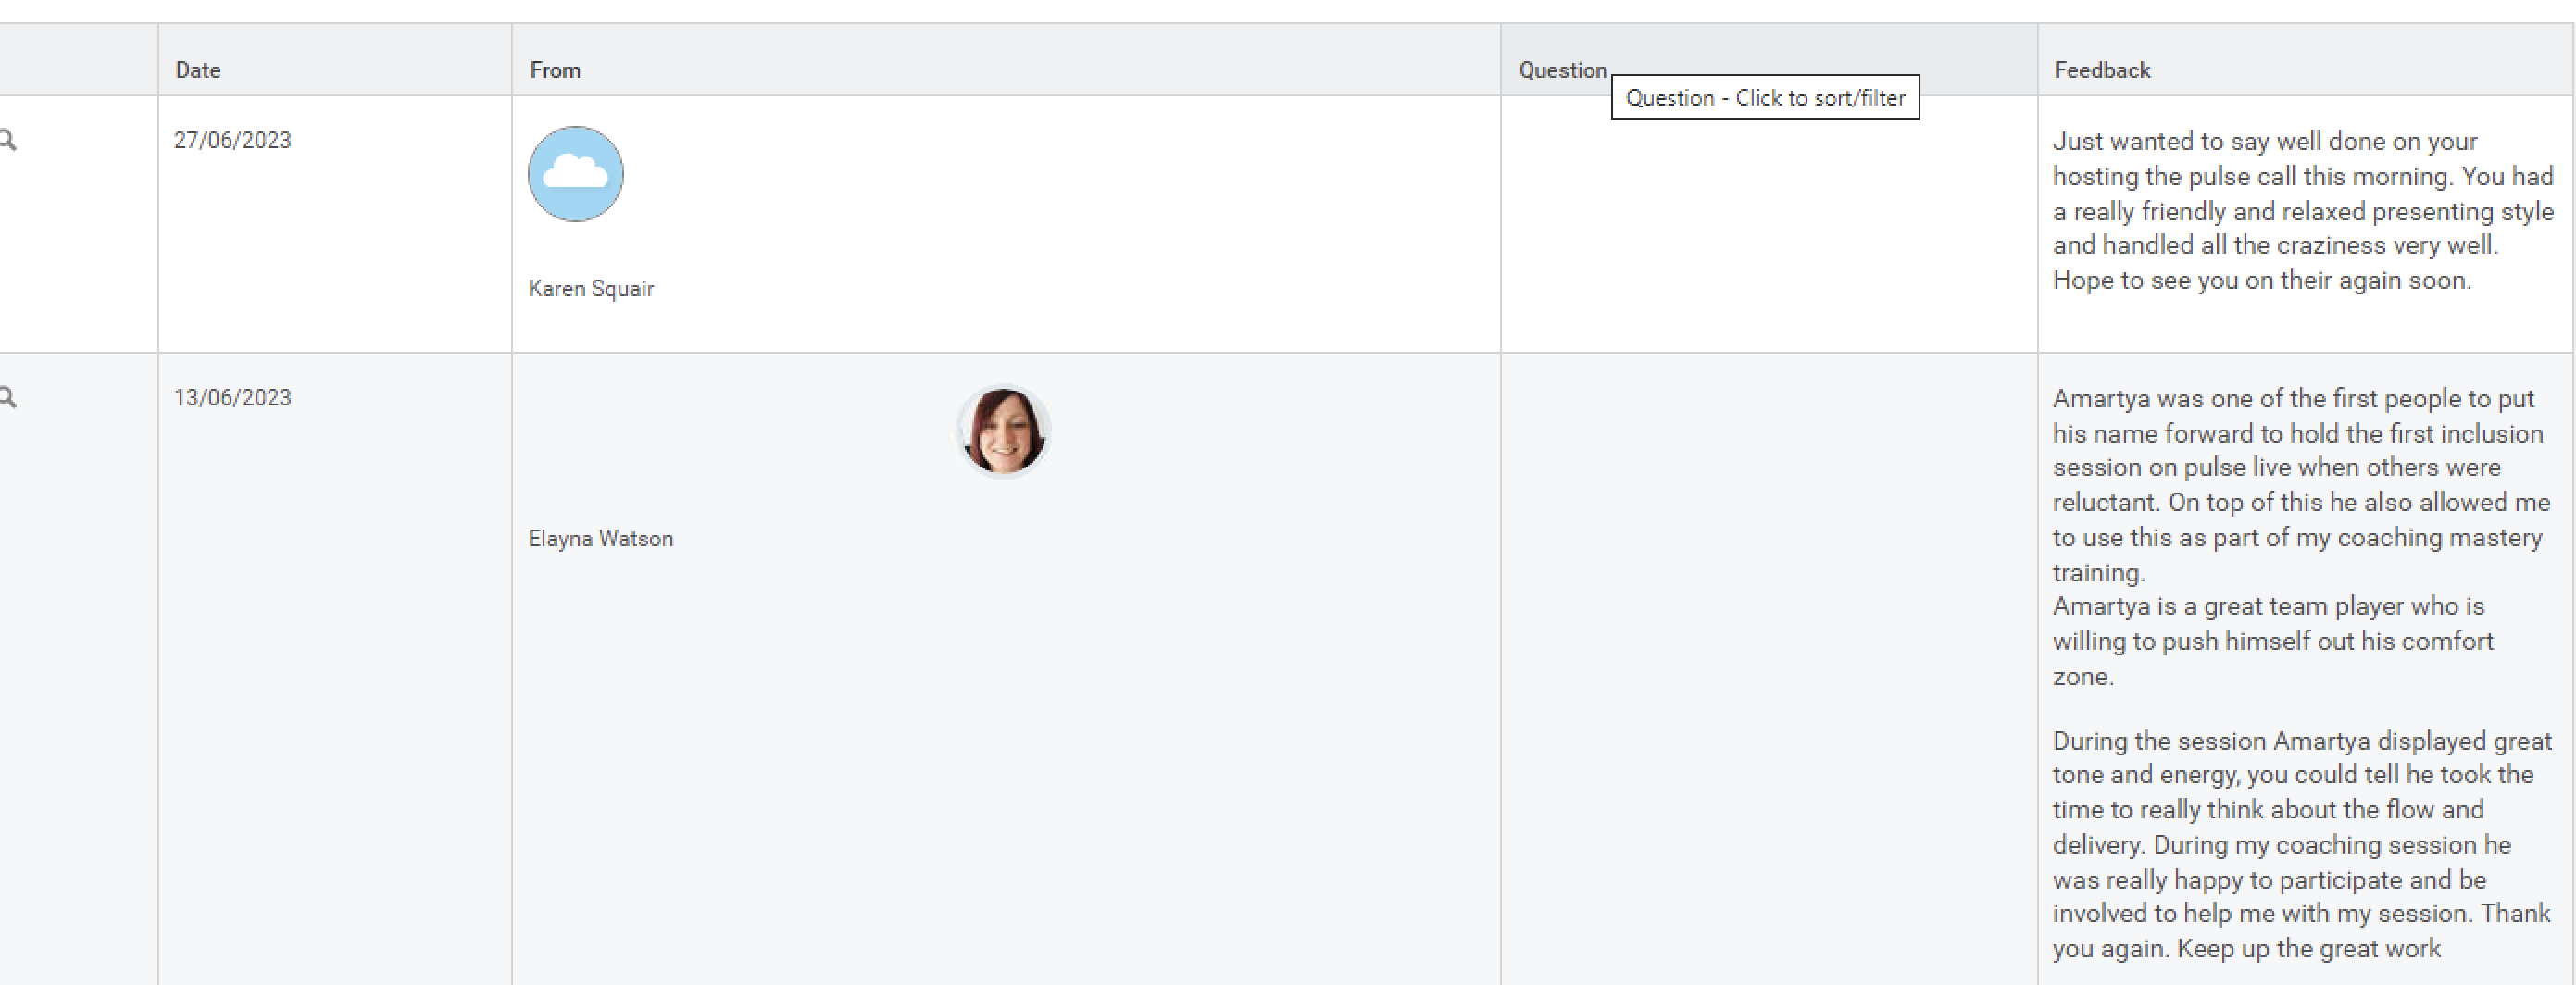 Date
From
Question
Feedback
Question - Click to sort/filter
27/06/2023
Karen Squair
Just wanted to say well done on your
hosting the pulse call this morning. You had
a really friendly and relaxed presenting style
and handled all the craziness very well.
Hope to see you on their again soon.
13/06/2023
Elayna Watson
Amartya was one of the first people to put
his name forward to hold the first inclusion
session on pulse live when others were
reluctant. On top of this he also allowed me
to use this as part of my coaching mastery
training.
Amartya is a great team player who is
willing to push himself out his comfort
zone.
During the session Amartya displayed great
tone and energy, you could tell he took the
time to really think about the flow and
delivery. During my coaching session he
was really happy to participate and be
involved to help me with my session. Thank
you again. Keep up the great work